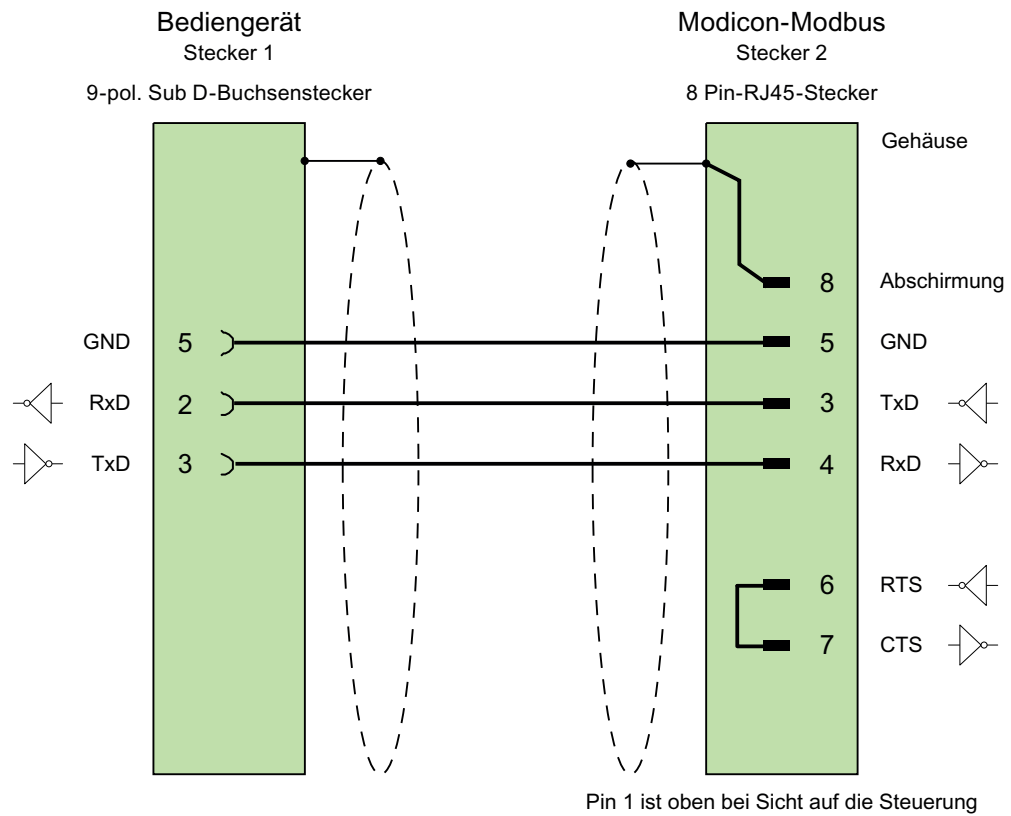 Bediengerät
Stecker 1
9-pol. Sub D-Buchsenstecker
Modicon-Modbus
Stecker 2
8 Pin-RJ45-Stecker
Gehäuse
8 Abschirmung
GND 5 5 GND
RxD 2 3 TxD
TxD 3 4 RxD
6 RTS
7 CTS
Pin 1 ist oben bei Sicht auf die Steuerung